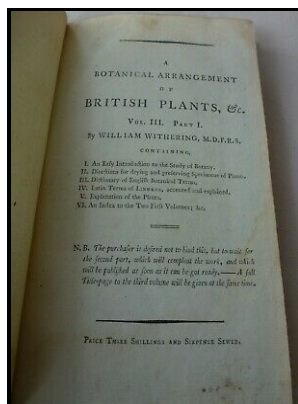 A
BOTANICAL ARRANGEMENT
OF
BRITISH PLANTS, &c.
VOL. III. PART I.
By WILLIAM WITHERING, M.D.F.R.S.
CONTAINING,
I. An Easy Introduction to the Study of Botany.
II. Directions for drying and preserving Specimens of Plants.
III. Dictionary of English Botanical Terms.
IV. Latin Terms of LINNEUS, accented and explained.
V. Explanation of the Plates.
VI. An Index to the Two First Volumes; &c.
N.B. The purchaser is desired not to bind this, but to wait for
the second part, which will compleat the work, and which
will be published as soon as it can be got ready.—— A full
Title-page to the third volume will be given at the same time.
PRICE THREE SHILLINGS AND SIXPENCE SEWED.